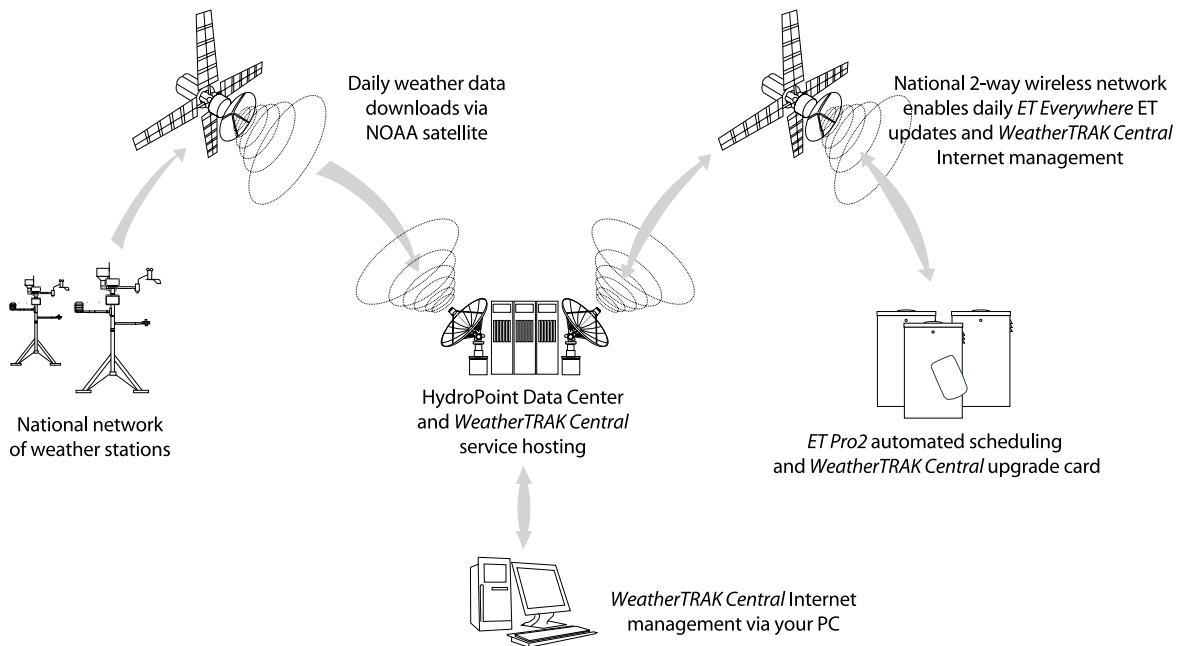 Daily weather data
downloads via
NOAA satellite
National 2-way wireless network
enables daily ET Everywhere ET
updates and WeatherTRAK Central
Internet management
National network
of weather stations
HydroPoint Data Center
and WeatherTRAK Central
service hosting
ET Pro2 automated scheduling
and WeatherTRAK Central upgrade card
WeatherTRAK Central Internet
management via your PC